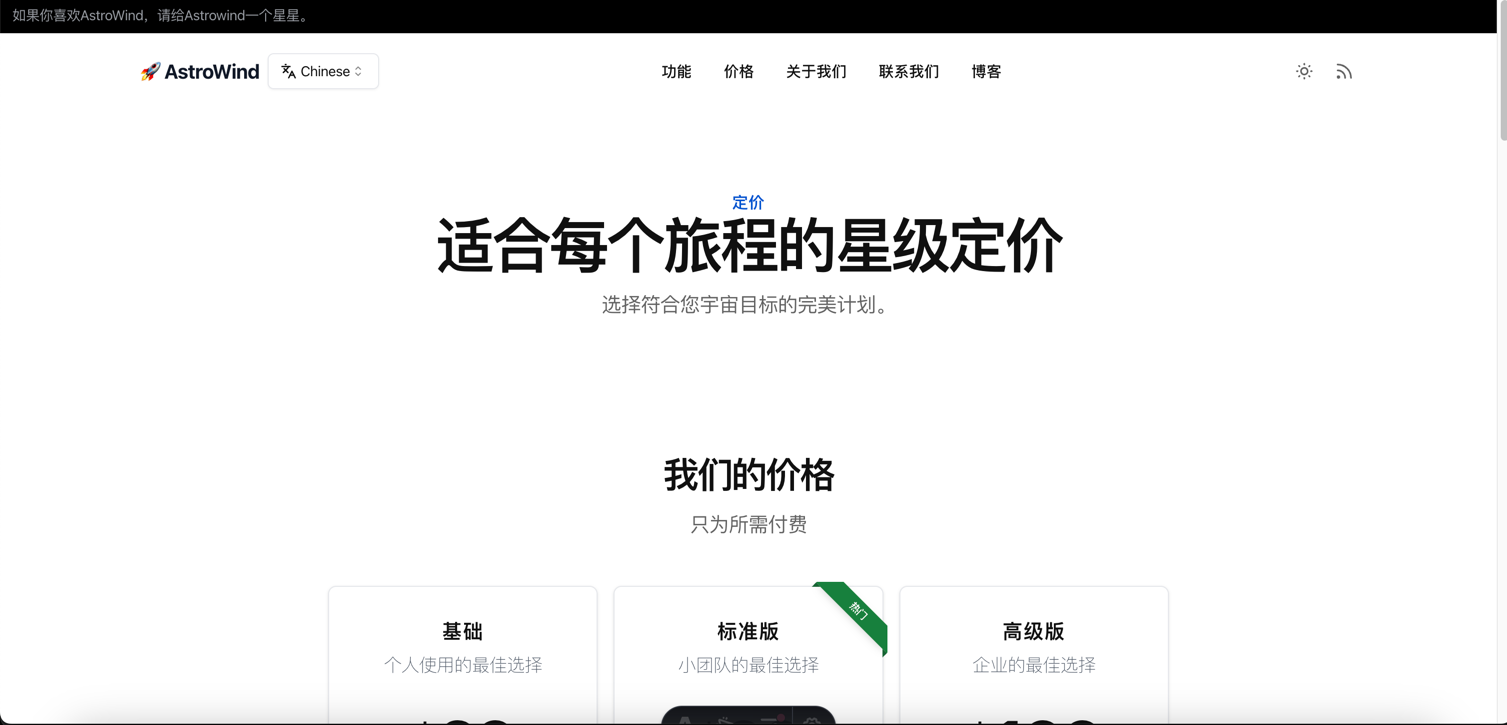 如果你喜欢AstroWind，请给Astrowind一个星星。
AstroWind
Chinese
功能 价格 关于我们 联系我们 博客
定价
适合每个旅程的星级定价
选择符合您宇宙目标的完美计划。
我们的价格
只为所需付费
基础
个人使用的最佳选择
热门
标准版
小团队的最佳选择
高级版
企业的最佳选择